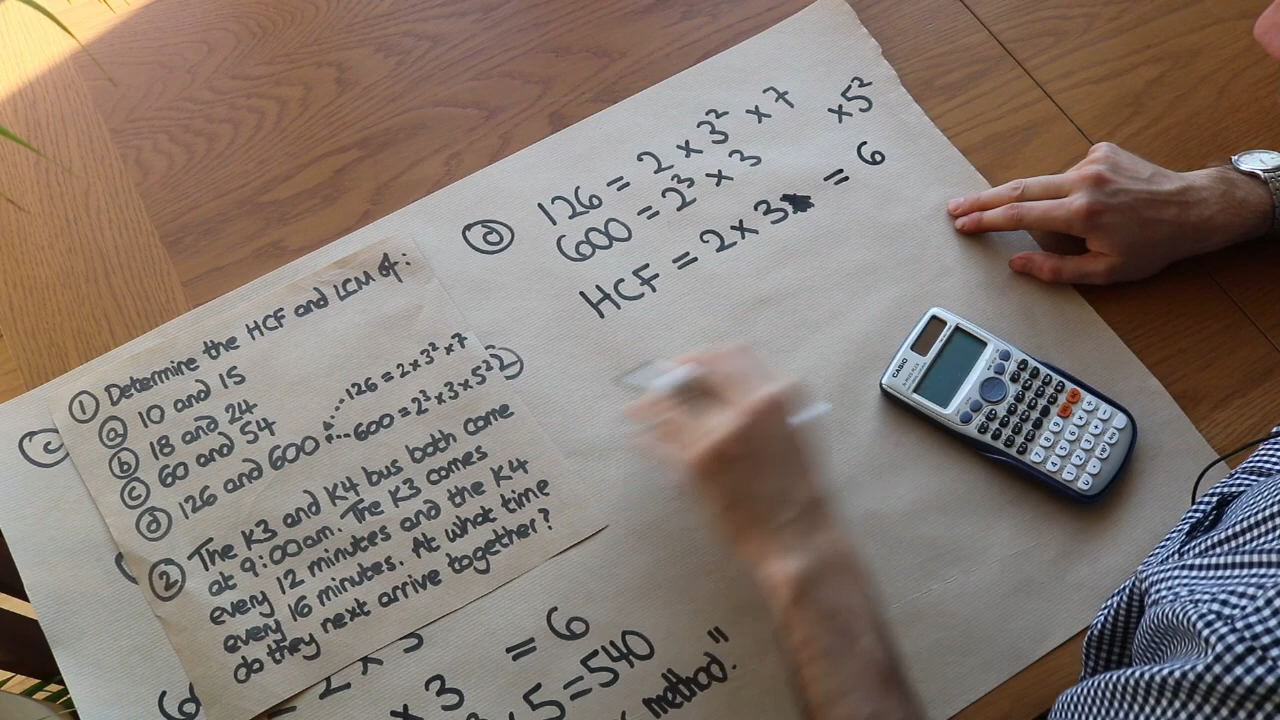 ① Determine the HCF and LCM of:
ⓐ 10 and 15
ⓑ 18 and 24
ⓒ 60 and 54
ⓓ 126 and 600
126 = 2 × 3² × 7
600 = 2³ × 3 × 5²
② The K3 and K4 bus both come
at 9:00am. The K3 comes
every 12 minutes and the K4
every 16 minutes. At what time
do they next arrive together?
ⓓ 126 = 2 × 3² × 7
600 = 2³ × 3 × 5²
HCF = 2 × 3 = 6
ⓒ
= 6
× 3
× 5 = 540
method."
6
CASIO